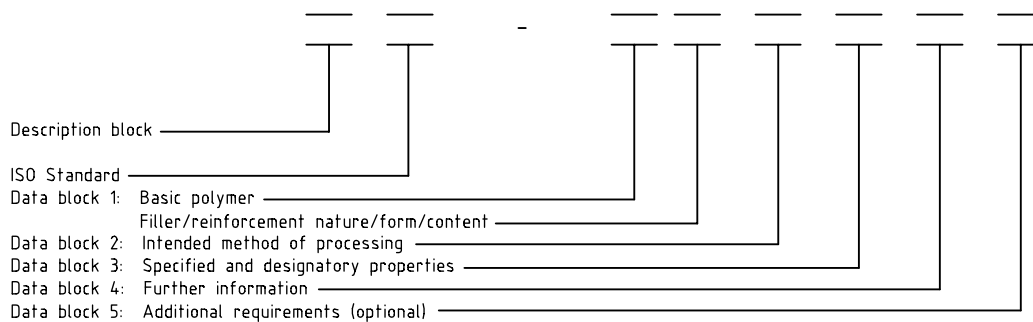 -
Description block
ISO Standard
Data block 1: Basic polymer
Filler/reinforcement nature/form/content
Data block 2: Intended method of processing
Data block 3: Specified and designatory properties
Data block 4: Further information
Data block 5: Additional requirements (optional)